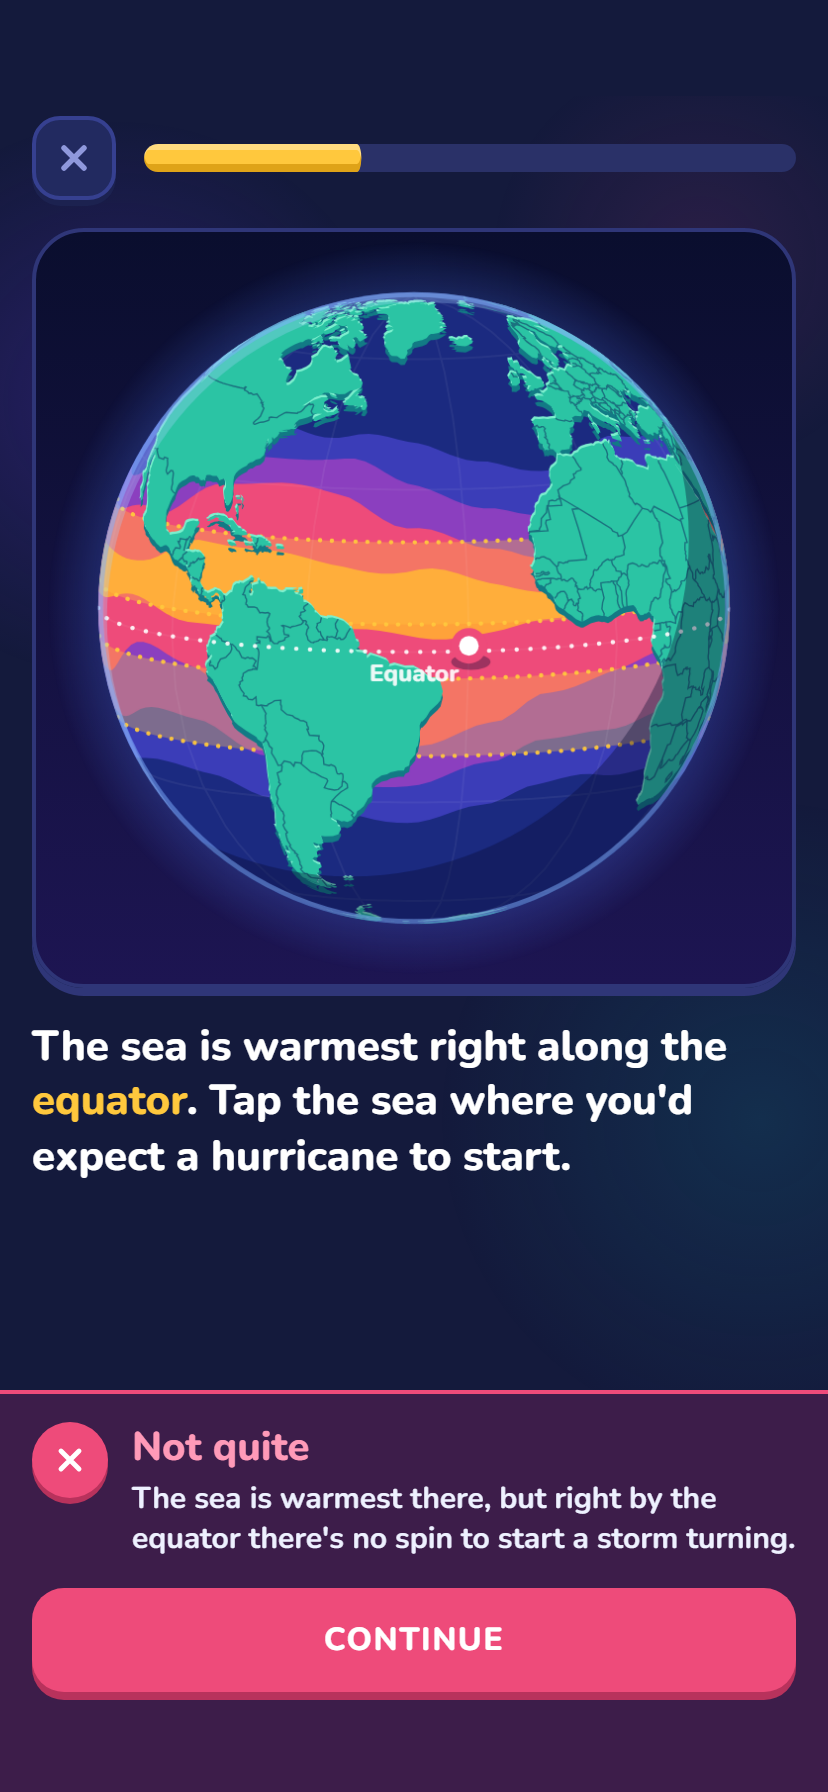 Equator
The sea is warmest right along the
equator. Tap the sea where you'd
expect a hurricane to start.
Not quite
The sea is warmest there, but right by the
equator there's no spin to start a storm turning.
CONTINUE